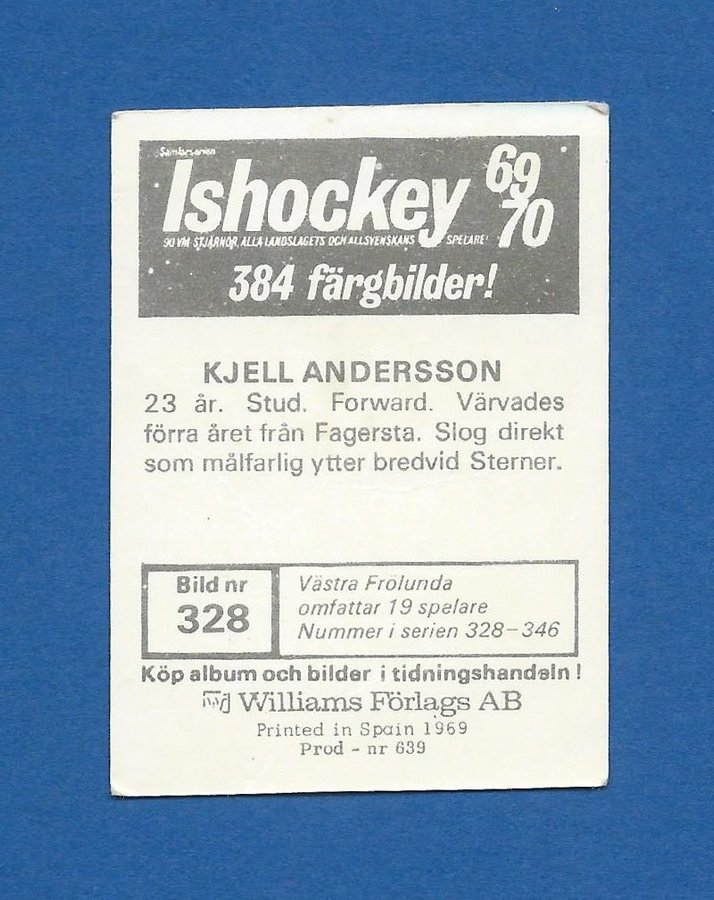 Samlarserien
Ishockey 69-70
90 VM STJÄRNOR, ALLA LANDSLAGETS OCH ALLSVENSKANS SPELARE!
384 färgbilder!
KJELL ANDERSSON
23 år. Stud. Forward. Värvades
förra året från Fagersta. Slog direkt
som målfarlig ytter bredvid Sterner.
Bild nr
328
Västra Frölunda
omfattar 19 spelare
Nummer i serien 328–346
Köp album och bilder i tidningshandeln!
Williams Förlags AB
Printed in Spain 1969
Prod - nr 639